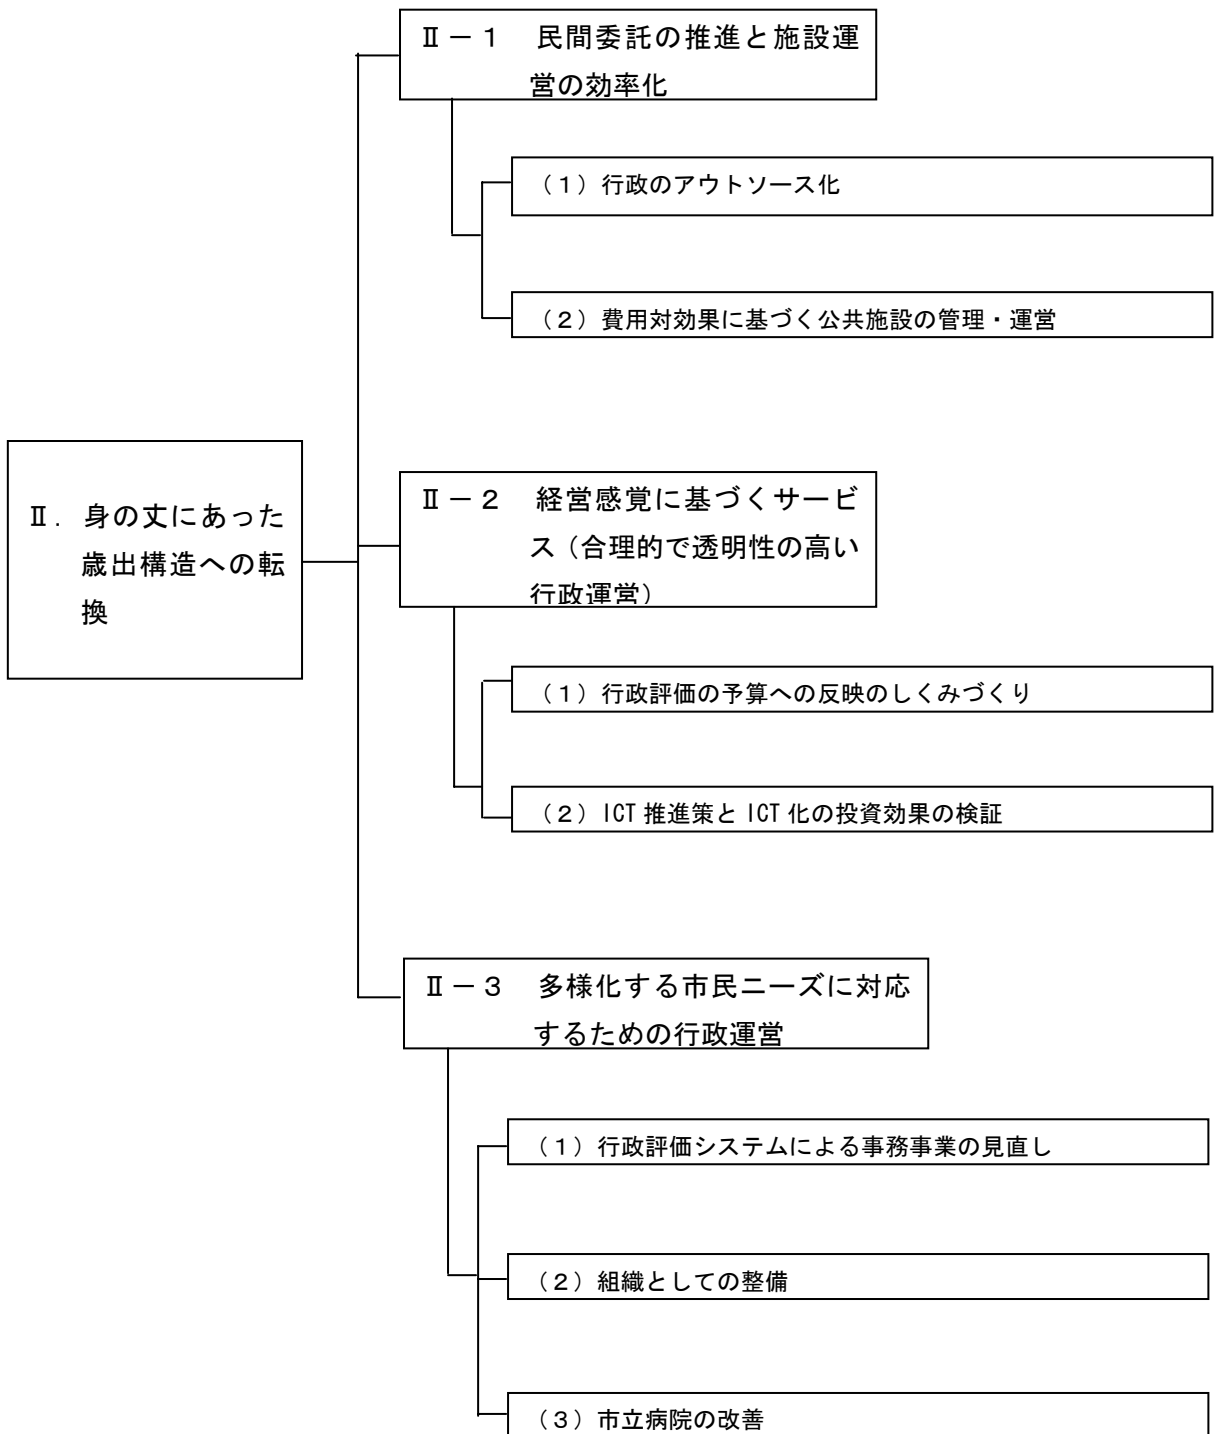 Ⅱ－１　民間委託の推進と施設運
営の効率化
（１）行政のアウトソース化
（２）費用対効果に基づく公共施設の管理・運営
Ⅱ．身の丈にあった
歳出構造への転
換
Ⅱ－２　経営感覚に基づくサービ
ス（合理的で透明性の高い
行政運営）
（１）行政評価の予算への反映のしくみづくり
（２）ICT 推進策と ICT 化の投資効果の検証
Ⅱ－３　多様化する市民ニーズに対応
するための行政運営
（１）行政評価システムによる事務事業の見直し
（２）組織としての整備
（３）市立病院の改善